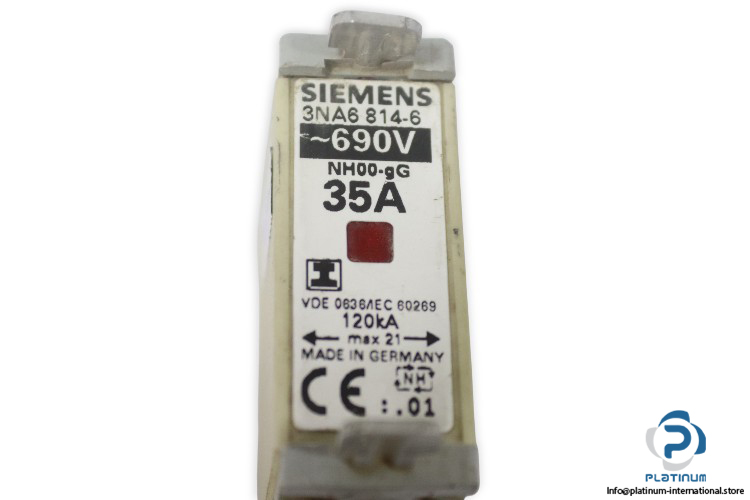 SIEMENS
3NA6 814-6
~690V
NH00-gG
35A
VDE 0636/IEC 60269
120kA
max 21
MADE IN GERMANY
CE NH :.01
PLATINUM
INTERNATIONAL
Info@platinum-international.store